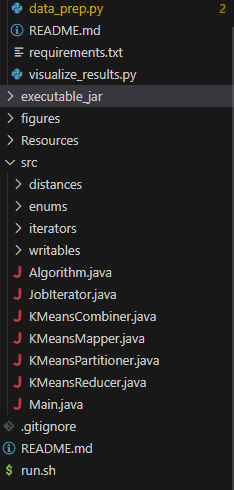 data_prep.py 2
README.md
requirements.txt
visualize_results.py
executable_jar
figures
Resources
src
distances
enums
iterators
writables
J Algorithm.java
J JobIterator.java
J KMeansCombiner.java
J KMeansMapper.java
J KMeansPartitioner.java
J KMeansReducer.java
J Main.java
.gitignore
README.md
$ run.sh